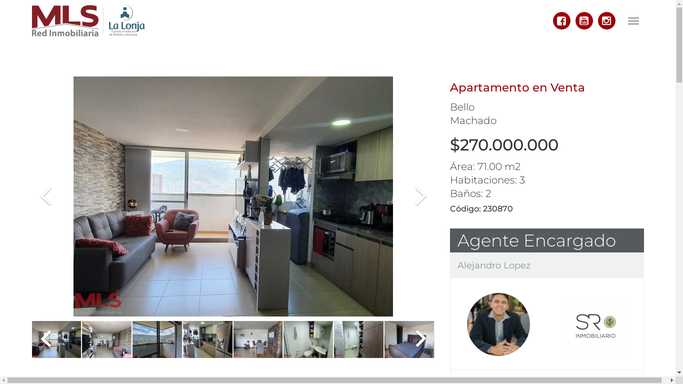 MLS
Red Inmobiliaria
La Lonja
Apartamento en Venta
Bello
Machado
$270.000.000
Área: 71.00 m2
Habitaciones: 3
Baños: 2
Código: 230870
MLS
Agente Encargado
Alejandro Lopez
SR
INMOBILIARIO